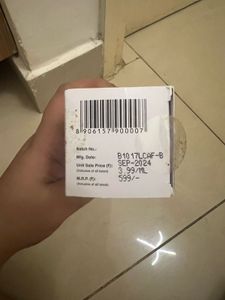 8 906157 900007
Batch No.: B1017LCAF-B
Mfg. Date: SEP-2024
Unit Sale Price (₹): 3.99/ML
(Inclusive of all taxes)
M.R.P. (₹): 599/-
(Inclusive of all taxes)